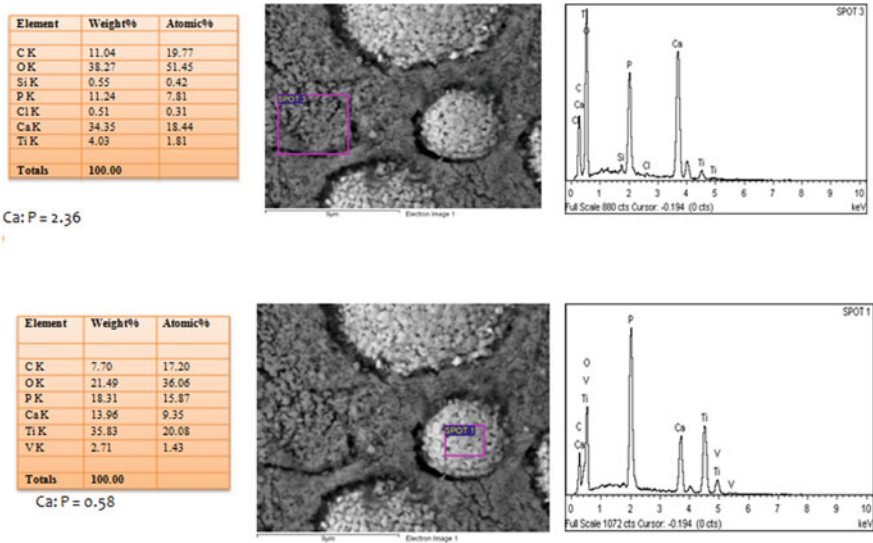 Element Weight% Atomic%
C K 11.04 19.77
O K 38.27 51.45
Si K 0.55 0.42
P K 11.24 7.81
Cl K 0.51 0.31
Ca K 34.35 18.44
Ti K 4.03 1.81
Totals 100.00
Ca: P = 2.36
SPOT 3
5µm Electron Image 1
SPOT 3
Ti
O
C
Ca
Cl
Si
P
Cl
Ca
Ti
Ti
0 1 2 3 4 5 6 7 8 9 10
Full Scale 880 cts Cursor: -0.194 (0 cts) keV
Element Weight% Atomic%
C K 7.70 17.20
O K 21.49 36.06
P K 18.31 15.87
Ca K 13.96 9.35
Ti K 35.83 20.08
V K 2.71 1.43
Totals 100.00
Ca: P = 0.58
SPOT 1
5µm Electron Image 1
SPOT 1
O
V
Ti
C
Ca
P
Ca
Ti
V
Ti
V
0 1 2 3 4 5 6 7 8 9 10
Full Scale 1072 cts Cursor: -0.194 (0 cts) keV